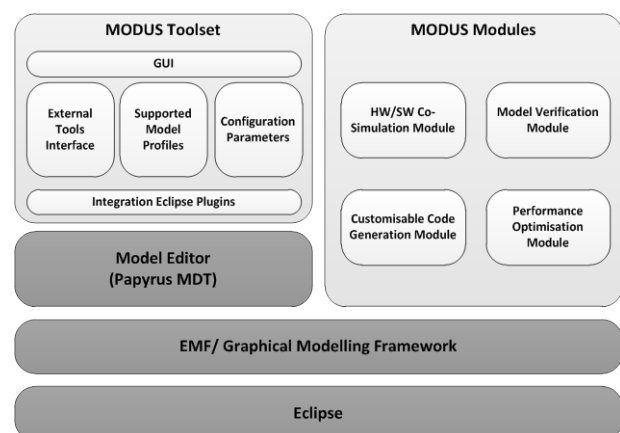 MODUS Toolset
GUI
External
Tools
Interface
Supported
Model
Profiles
Configuration
Parameters
Integration Eclipse Plugins
Model Editor
(Papyrus MDT)
MODUS Modules
HW/SW Co-
Simulation Module
Model Verification
Module
Customisable Code
Generation Module
Performance
Optimisation
Module
EMF/ Graphical Modelling Framework
Eclipse